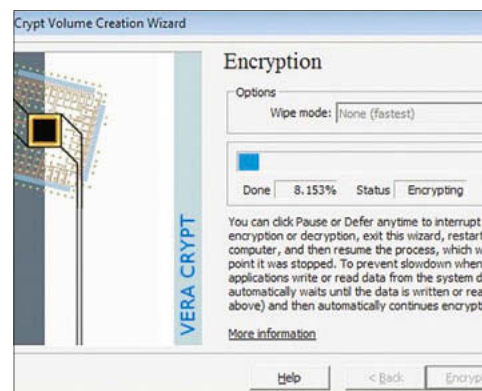 Crypt Volume Creation Wizard
Encryption
Options
Wipe mode: None (fastest)
Done 8.153% Status Encrypting
You can click Pause or Defer anytime to interrupt
encryption or decryption, exit this wizard, restart
computer, and then resume the process, which w
point it was stopped. To prevent slowdown when
applications write or read data from the system d
automatically waits until the data is written or rea
above) and then automatically continues encrypt
More information
VERA CRYPT
Help < Back Encryp